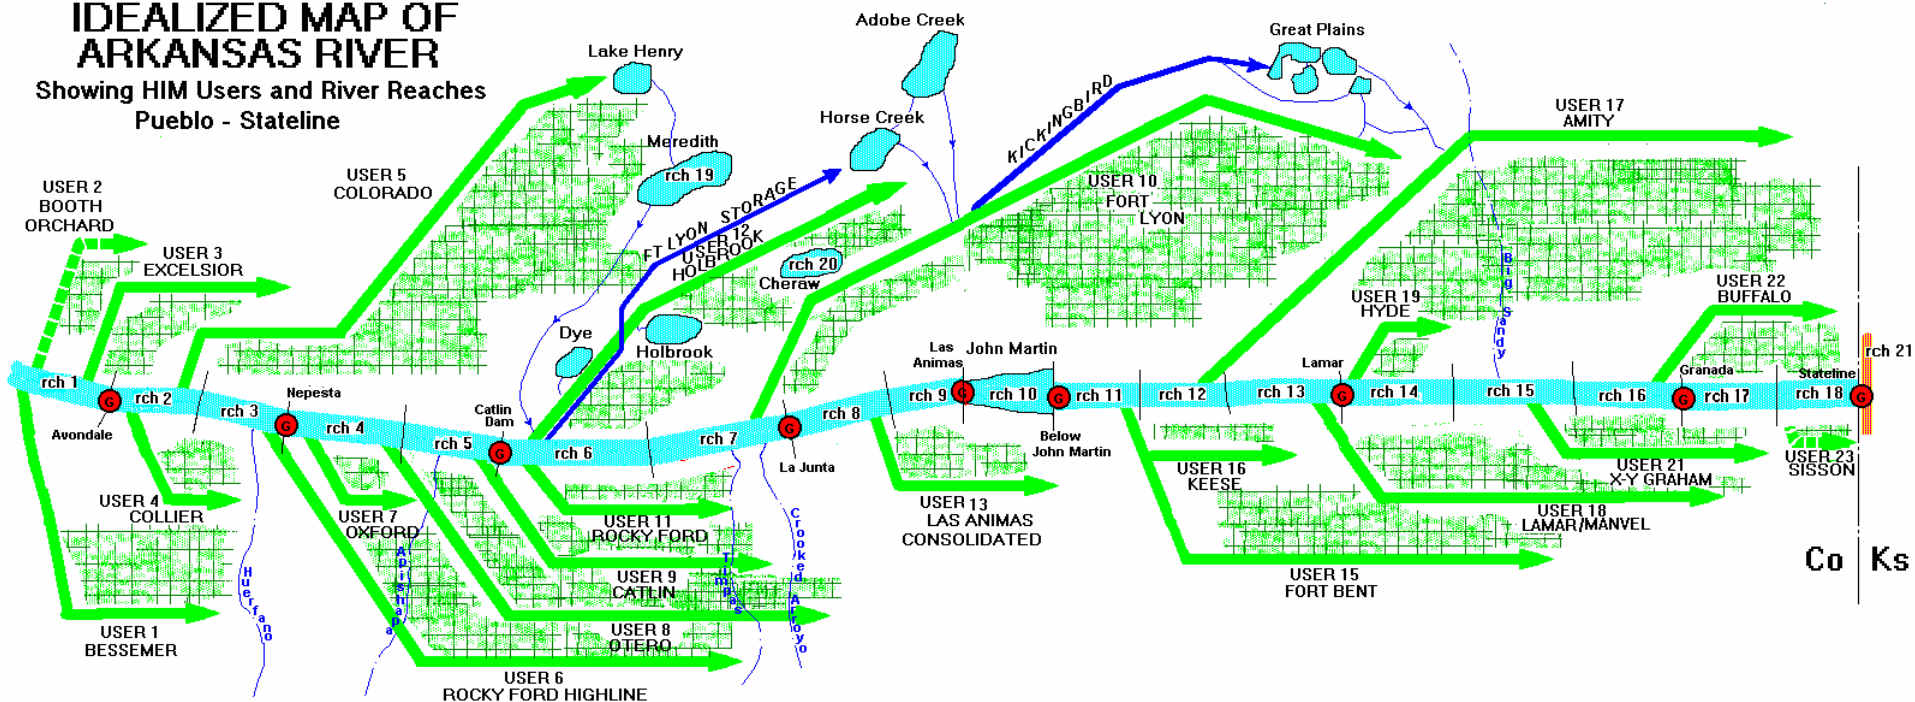 IDEALIZED MAP OF
ARKANSAS RIVER
Showing HIM Users and River Reaches
Pueblo - Stateline
Lake Henry
Adobe Creek
Great Plains
Horse Creek
Meredith
rch 19
KICKINGBIRD
USER 17
AMITY
USER 2
BOOTH
ORCHARD
USER 5
COLORADO
USER 3
EXCELSIOR
FT LYON STORAGE
USER 12
HOLBROOK
rch 20
Cheraw
USER 10
FORT
LYON
Big Sandy
USER 22
BUFFALO
USER 19
HYDE
Dye
Holbrook
Las
Animas
John Martin
Lamar
Granada
Stateline
rch 21
rch 1
G
rch 2
rch 3
Nepesta
G
rch 4
rch 5
Catlin
Dam
G
rch 6
rch 7
G
rch 8
rch 9
G
rch 10
G
rch 11
rch 12
rch 13
G
rch 14
rch 15
rch 16
G
rch 17
rch 18
G
Avondale
La Junta
Below
John Martin
USER 4
COLLIER
USER 7
OXFORD
USER 11
ROCKY FORD
USER 13
LAS ANIMAS
CONSOLIDATED
USER 16
KEESE
USER 21
X-Y GRAHAM
USER 23
SISSON
USER 18
LAMAR/MANVEL
Huerfano
Apishapa
Timpas
Crooked Arroyo
USER 9
CATLIN
USER 15
FORT BENT
Co
Ks
USER 1
BESSEMER
USER 8
OTERO
USER 6
ROCKY FORD HIGHLINE